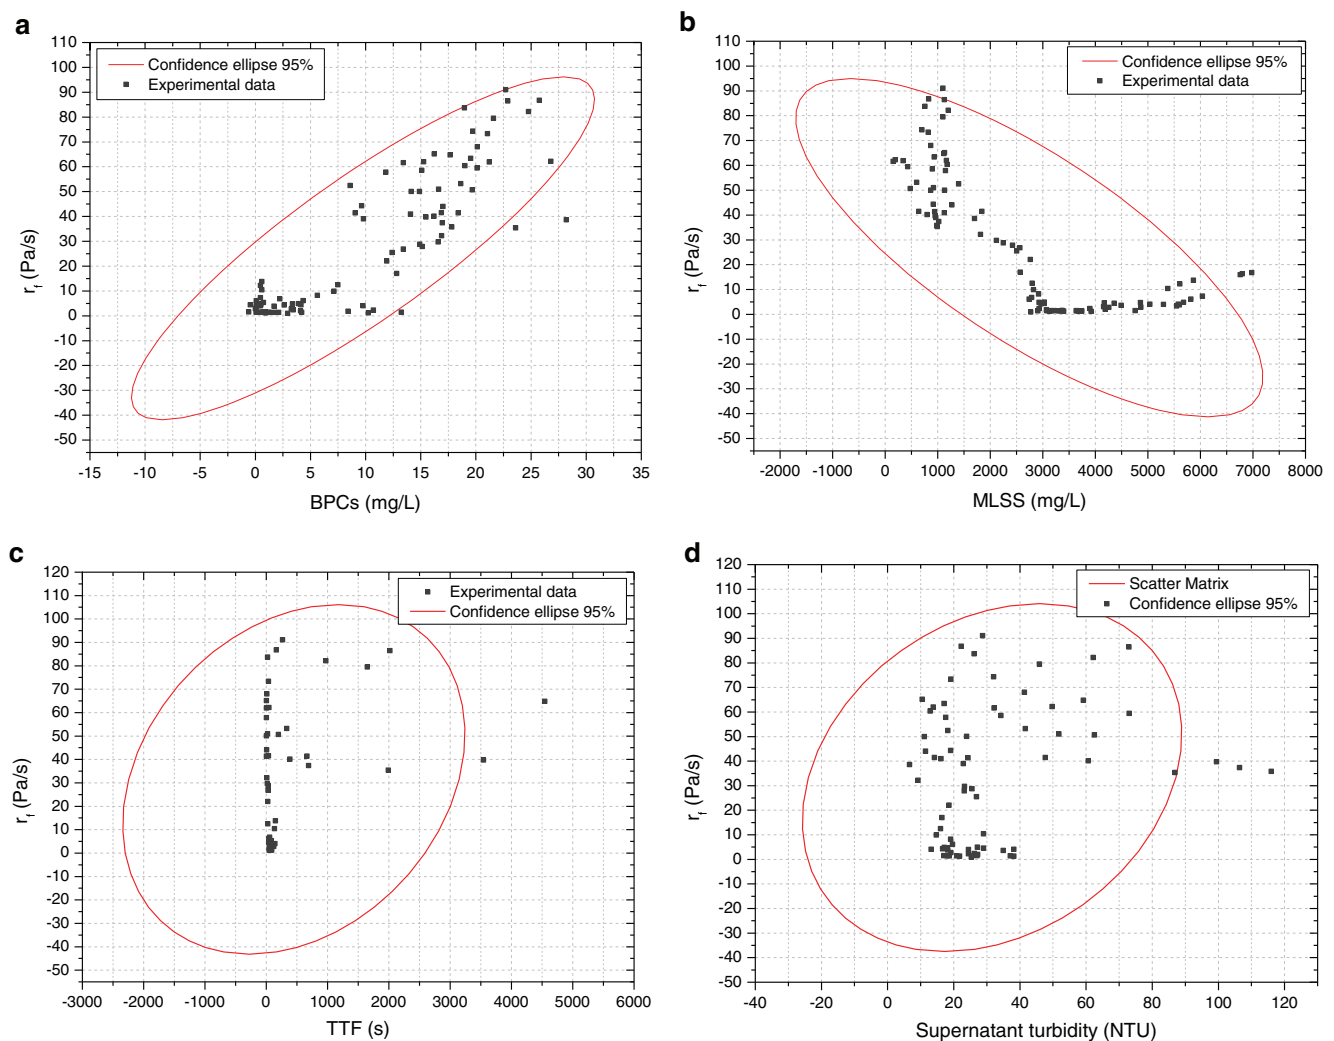 a
110
100
90
80
70
60
50
40
30
20
10
0
-10
-20
-30
-40
-50
r_f (Pa/s)
Confidence ellipse 95%
Experimental data
-15 -10 -5 0 5 10 15 20 25 30 35
BPCs (mg/L)
b
110
100
90
80
70
60
50
40
30
20
10
0
-10
-20
-30
-40
-50
r_f (Pa/s)
Confidence ellipse 95%
Experimental data
-2000 -1000 0 1000 2000 3000 4000 5000 6000 7000 8000
MLSS (mg/L)
c
120
110
100
90
80
70
60
50
40
30
20
10
0
-10
-20
-30
-40
-50
r_f (Pa/s)
Experimental data
Confidence ellipse 95%
-3000 -2000 -1000 0 1000 2000 3000 4000 5000 6000
TTF (s)
d
120
110
100
90
80
70
60
50
40
30
20
10
0
-10
-20
-30
-40
-50
r_f (Pa/s)
Scatter Matrix
Confidence ellipse 95%
-40 -20 0 20 40 60 80 100 120
Supernatant turbidity (NTU)